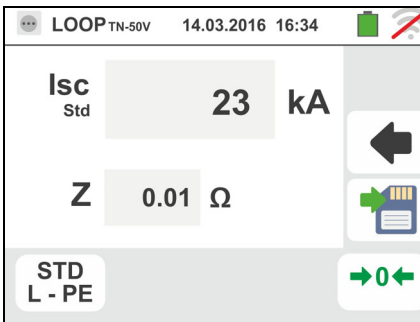 LOOP TN-50V 14.03.2016 16:34
Isc
Std
23 kA
Z 0.01 Ω
STD
L - PE
➔0←